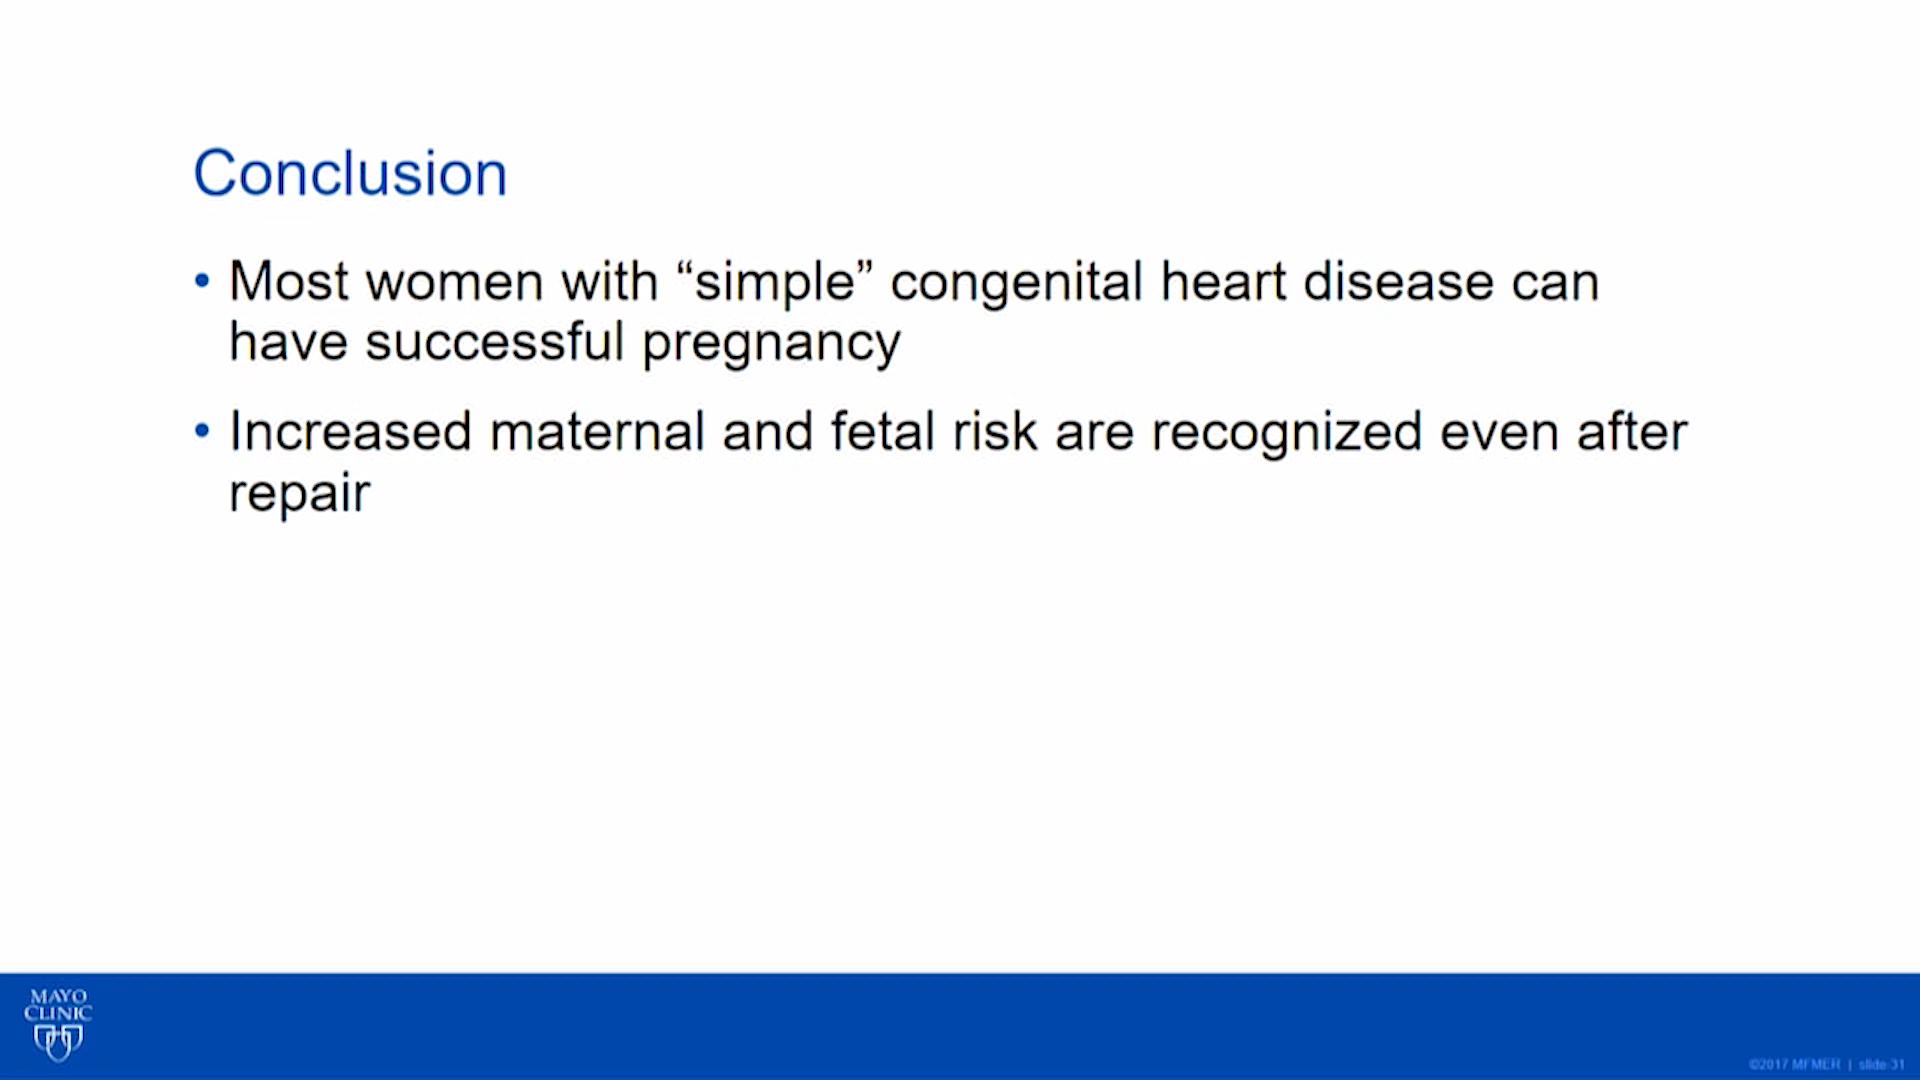 Conclusion
• Most women with “simple” congenital heart disease can
have successful pregnancy
• Increased maternal and fetal risk are recognized even after
repair
MAYO
CLINIC
©2017 MFMER | slide-31